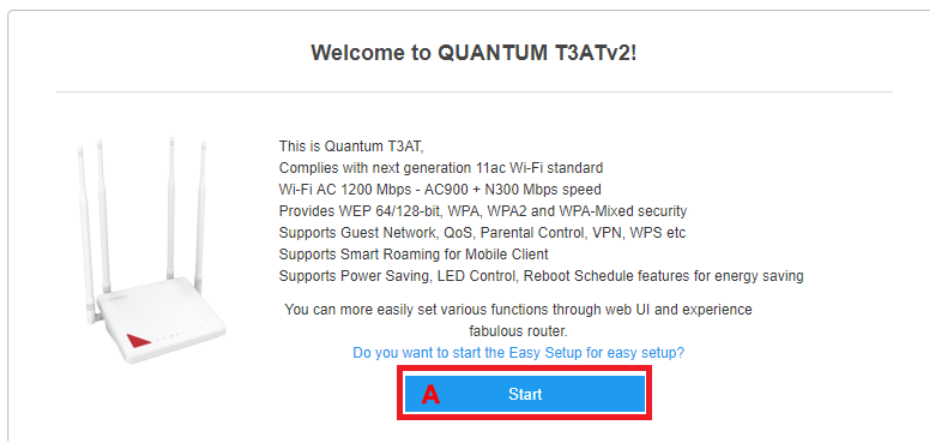 Welcome to QUANTUM T3ATv2!
This is Quantum T3AT,
Complies with next generation 11ac Wi-Fi standard
Wi-Fi AC 1200 Mbps - AC900 + N300 Mbps speed
Provides WEP 64/128-bit, WPA, WPA2 and WPA-Mixed security
Supports Guest Network, QoS, Parental Control, VPN, WPS etc
Supports Smart Roaming for Mobile Client
Supports Power Saving, LED Control, Reboot Schedule features for energy saving
You can more easily set various functions through web UI and experience
fabulous router.
Do you want to start the Easy Setup for easy setup?
A Start